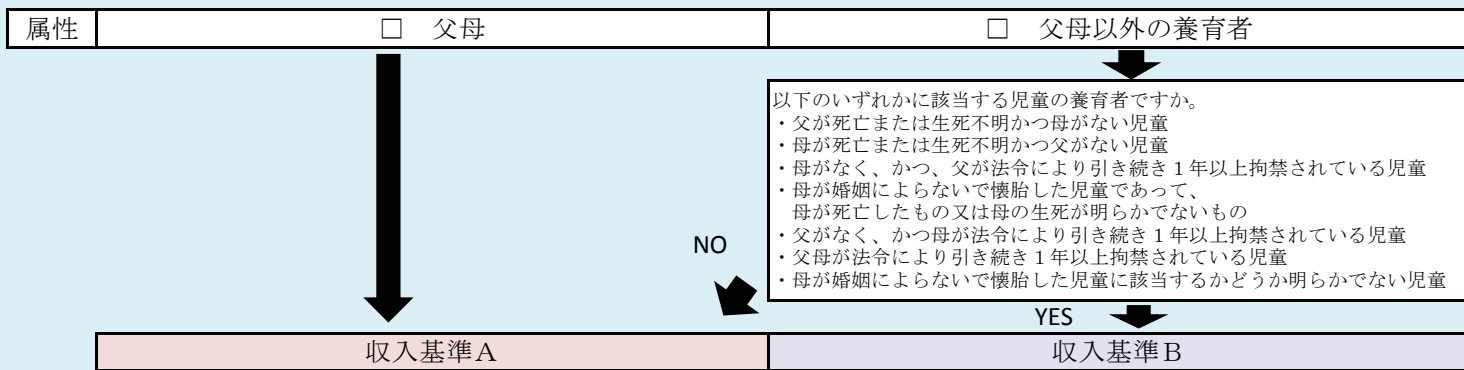 属性 □ 父母 □ 父母以外の養育者
以下のいずれかに該当する児童の養育者ですか。
・父が死亡または生死不明かつ母がない児童
・母が死亡または生死不明かつ父がない児童
・母がなく、かつ、父が法令により引き続き１年以上拘禁されている児童
・母が婚姻によらないで懐胎した児童であって、
母が死亡したもの又は母の生死が明らかでないもの
・父がなく、かつ母が法令により引き続き１年以上拘禁されている児童
・父母が法令により引き続き１年以上拘禁されている児童
・母が婚姻によらないで懐胎した児童に該当するかどうか明らかでない児童
NO
YES
収入基準Ａ 収入基準Ｂ